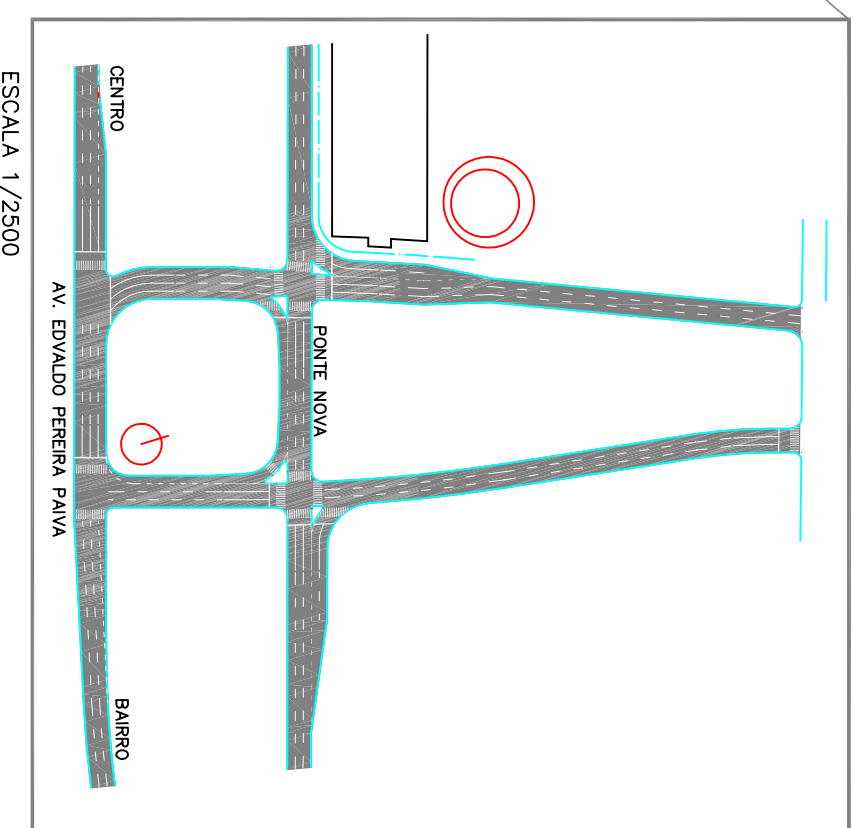 CENTRO
PONTE NOVA
AV. EDVALDO PEREIRA PAIVA
BAIRRO
ESCALA 1/2500